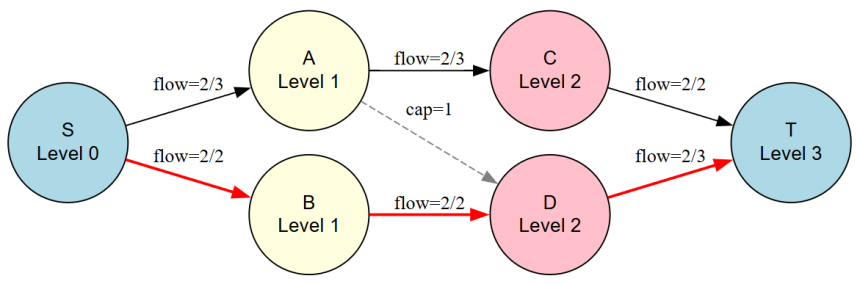 S
Level 0
flow=2/3
flow=2/2
A
Level 1
B
Level 1
flow=2/3
cap=1
flow=2/2
C
Level 2
D
Level 2
flow=2/2
flow=2/3
T
Level 3